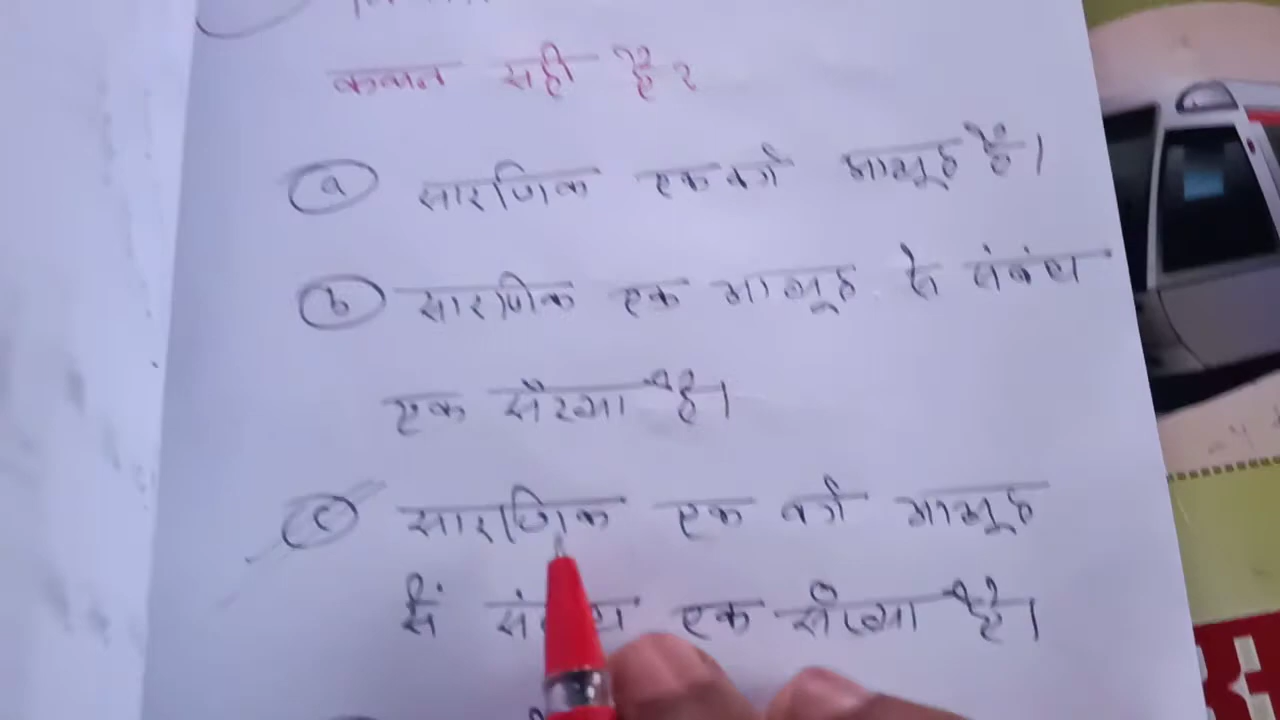 कथन सही है?
(a) सारणिक एक वर्ग आव्यूह है।
(b) सारणिक एक आव्यूह से संबंध
एक संख्या है।
(c) सारणिक एक वर्ग आव्यूह
से संबंध एक संख्या है।